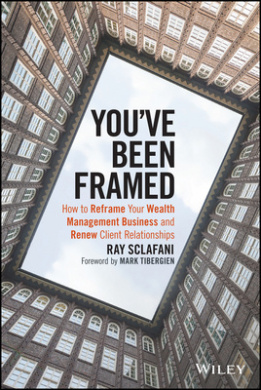 YOU'VE
BEEN
FRAMED
How to Reframe Your Wealth
Management Business and
Renew Client Relationships
RAY SCLAFANI
Foreword by MARK TIBERGIEN
WILEY